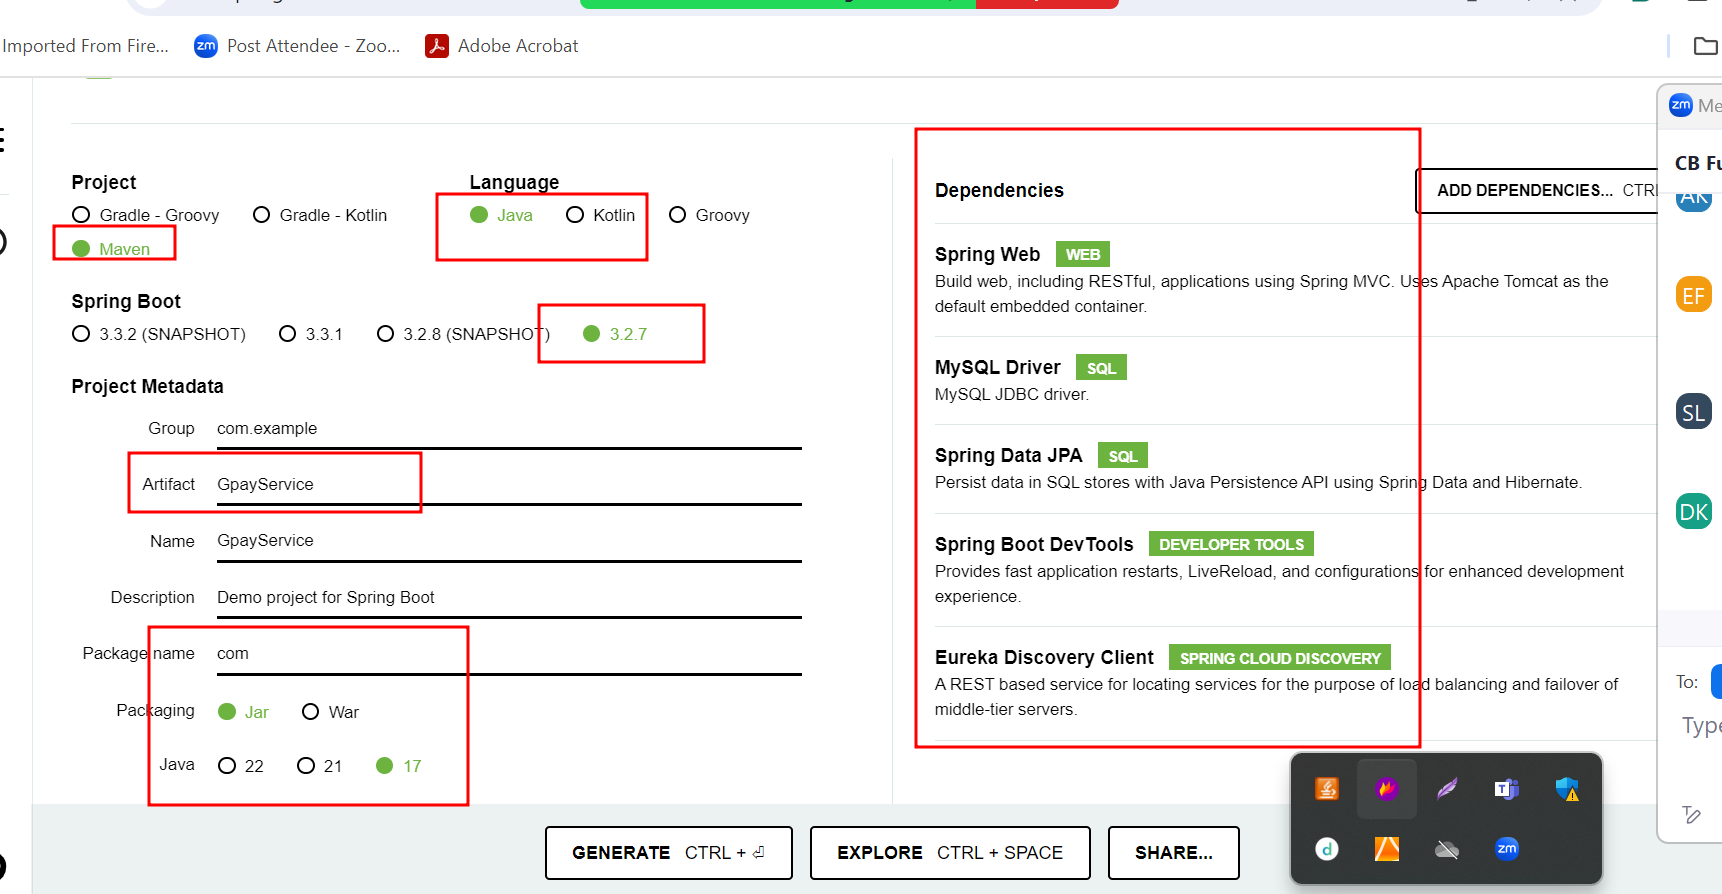 Imported From Fire...
zm Post Attendee - Zoo...
Adobe Acrobat
Project
Gradle - Groovy
Gradle - Kotlin
Maven
Language
Java
Kotlin
Groovy
Spring Boot
3.3.2 (SNAPSHOT)
3.3.1
3.2.8 (SNAPSHOT)
3.2.7
Project Metadata
Group com.example
Artifact GpayService
Name GpayService
Description Demo project for Spring Boot
Package name com
Packaging Jar War
Java 22 21 17
Dependencies
ADD DEPENDENCIES...
Spring Web WEB
Build web, including RESTful, applications using Spring MVC. Uses Apache Tomcat as the
default embedded container.
MySQL Driver SQL
MySQL JDBC driver.
Spring Data JPA SQL
Persist data in SQL stores with Java Persistence API using Spring Data and Hibernate.
Spring Boot DevTools DEVELOPER TOOLS
Provides fast application restarts, LiveReload, and configurations for enhanced development
experience.
Eureka Discovery Client SPRING CLOUD DISCOVERY
A REST based service for locating services for the purpose of load balancing and failover of
middle-tier servers.
GENERATE CTRL + ⏎
EXPLORE CTRL + SPACE
SHARE...
zm Me
CB Fu
AK
EF
SL
DK
To:
Type
zm